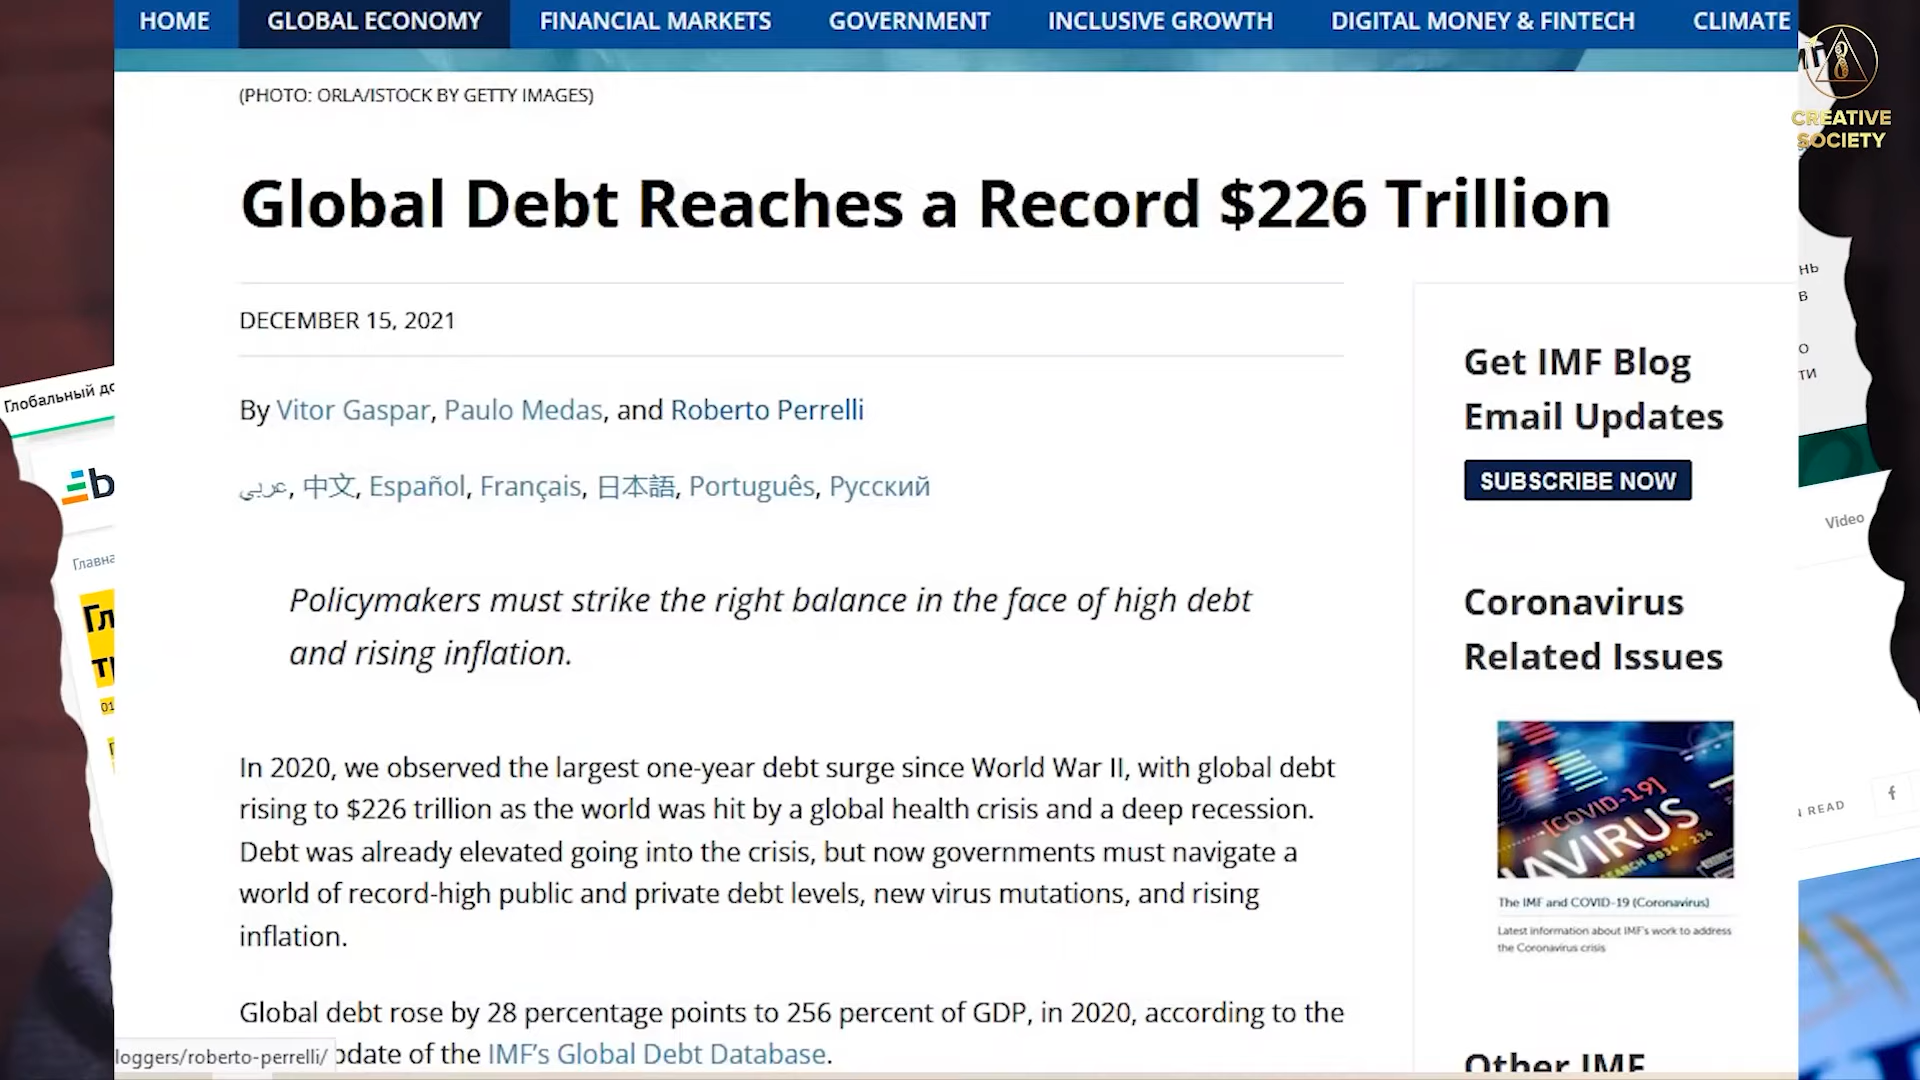 HOME GLOBAL ECONOMY FINANCIAL MARKETS GOVERNMENT INCLUSIVE GROWTH DIGITAL MONEY & FINTECH CLIMATE
CREATIVE
SOCIETY
(PHOTO: ORLA/ISTOCK BY GETTY IMAGES)
Global Debt Reaches a Record $226 Trillion
DECEMBER 15, 2021
By Vitor Gaspar, Paulo Medas, and Roberto Perrelli
عربي, 中文, Español, Français, 日本語, Português, Русский
Policymakers must strike the right balance in the face of high debt
and rising inflation.
In 2020, we observed the largest one-year debt surge since World War II, with global debt
rising to $226 trillion as the world was hit by a global health crisis and a deep recession.
Debt was already elevated going into the crisis, but now governments must navigate a
world of record-high public and private debt levels, new virus mutations, and rising
inflation.
Global debt rose by 28 percentage points to 256 percent of GDP, in 2020, according to the
pdate of the IMF's Global Debt Database.
loggers/roberto-perrelli/
Get IMF Blog
Email Updates
SUBSCRIBE NOW
Coronavirus
Related Issues
[COVID-19]
AVIRUS
The IMF and COVID-19 (Coronavirus)
Latest information about IMF's work to address
the Coronavirus crisis
Other IMF
Глобальный
b
Главна
Гл
01
нь
в
о
ти
Video
READ
f